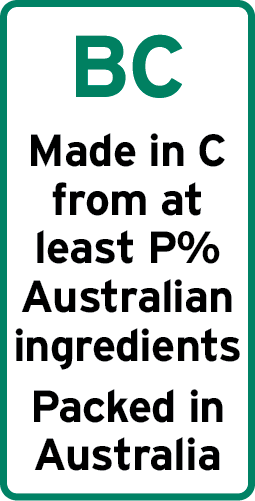 BC
Made in C
from at
least P%
Australian
ingredients
Packed in
Australia